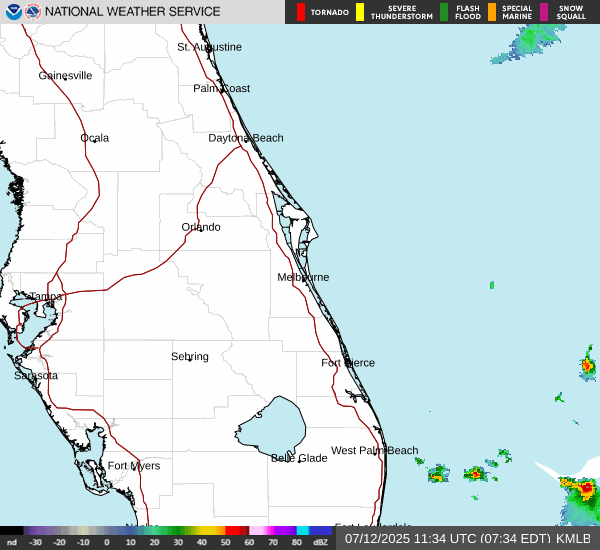 NATIONAL WEATHER SERVICE
TORNADO
SEVERE THUNDERSTORM
FLASH FLOOD
SPECIAL MARINE
SNOW SQUALL
St. Augustine
Gainesville
Palm Coast
Ocala
Daytona Beach
Orlando
Melbourne
Tampa
Sebring
Fort Pierce
Sarasota
West Palm Beach
Belle Glade
Fort Myers
nd -30 -20 -10 0 10 20 30 40 50 60 70 80 dBZ
07/12/2025 11:34 UTC (07:34 EDT) KMLB